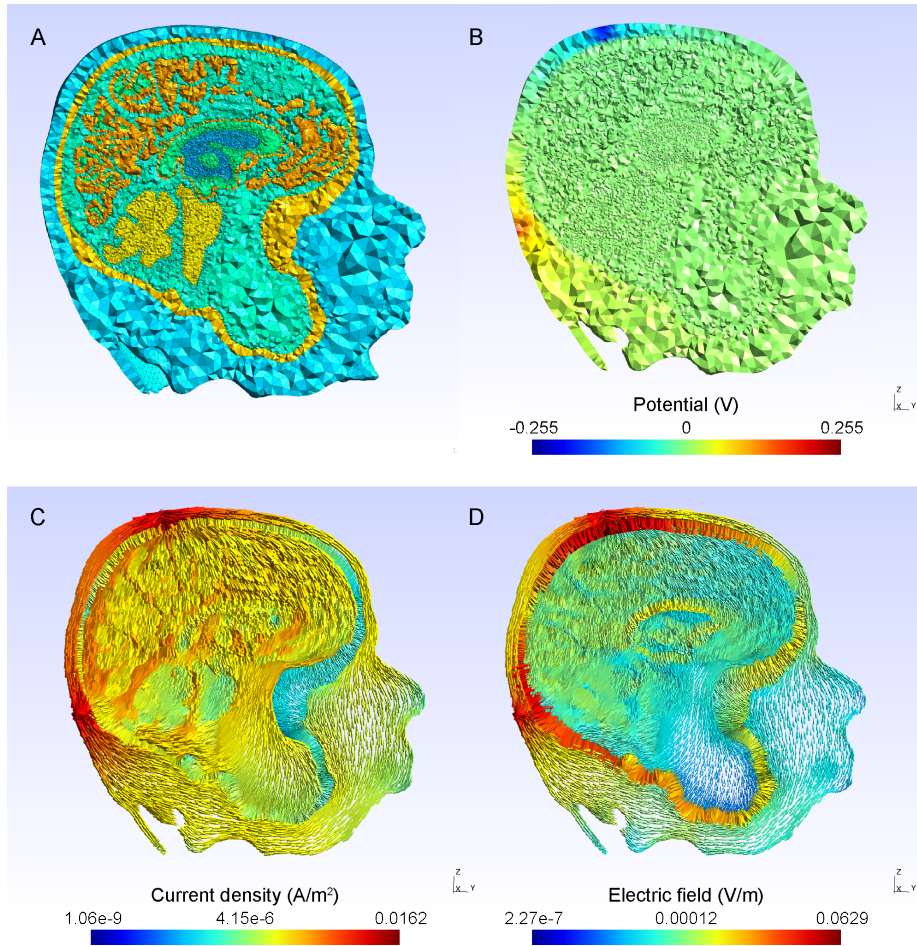 A
B
Z
X Y
Potential (V)
-0.255 0 0.255
C
D
Z
X Y
Z
X Y
Current density (A/m²)
Electric field (V/m)
1.06e-9 4.15e-6 0.0162
2.27e-7 0.00012 0.0629